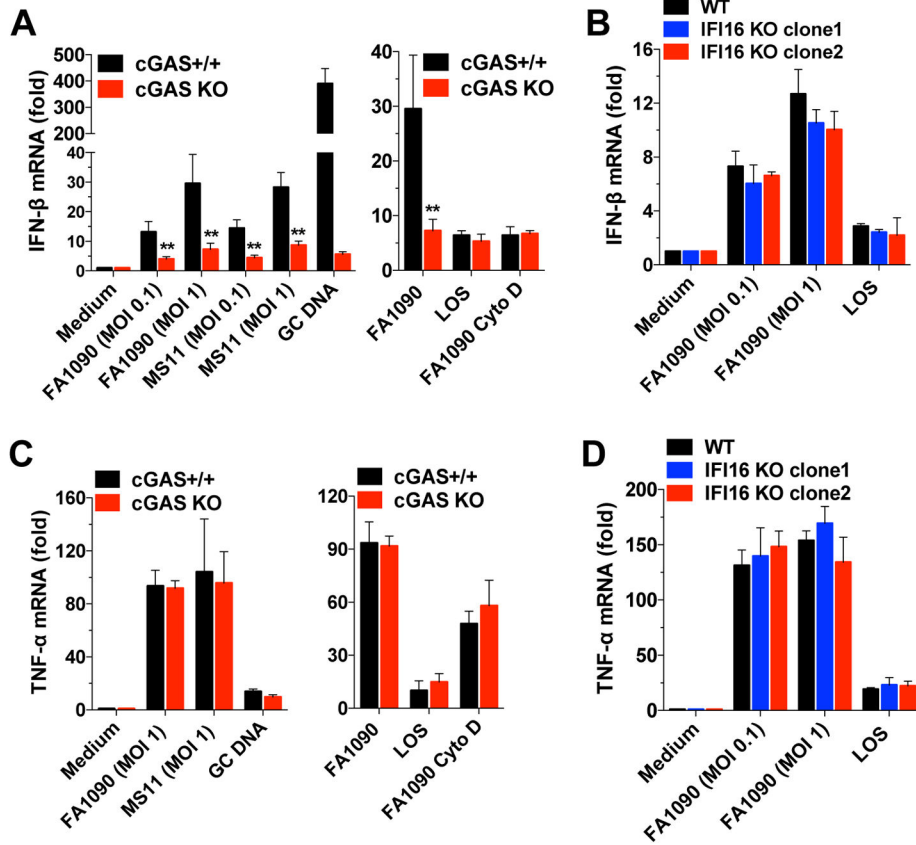 A
cGAS+/+
cGAS KO
IFN-β mRNA (fold)
500
400
300
200
100
40
30
20
10
0
Medium
FA1090 (MOI 0.1)
FA1090 (MOI 1)
MS11 (MOI 0.1)
MS11 (MOI 1)
GC DNA
**
**
**
**
cGAS+/+
cGAS KO
40
30
20
10
0
**
FA1090
LOS
FA1090 Cyto D
B
WT
IFI16 KO clone1
IFI16 KO clone2
IFN-β mRNA (fold)
16
12
8
4
0
Medium
FA1090 (MOI 0.1)
FA1090 (MOI 1)
LOS
C
cGAS+/+
cGAS KO
TNF-α mRNA (fold)
160
120
80
40
0
Medium
FA1090 (MOI 1)
MS11 (MOI 1)
GC DNA
cGAS+/+
cGAS KO
120
90
60
30
0
FA1090
LOS
FA1090 Cyto D
D
WT
IFI16 KO clone1
IFI16 KO clone2
TNF-α mRNA (fold)
200
150
100
50
0
Medium
FA1090 (MOI 0.1)
FA1090 (MOI 1)
LOS